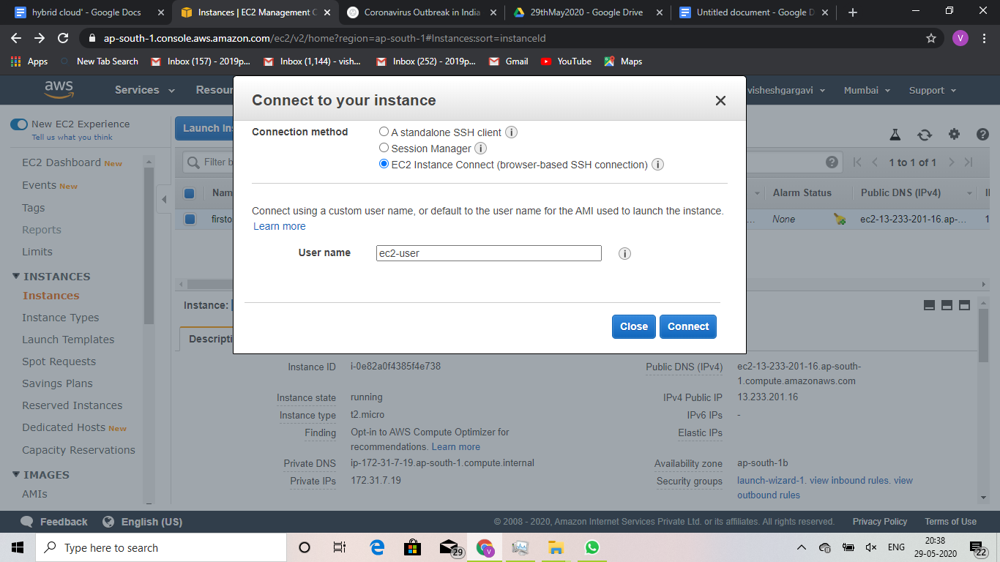 hybrid cloud' - Google Docs
Instances | EC2 Management C
Coronavirus Outbreak in India
29thMay2020 - Google Drive
Untitled document - Google D
ap-south-1.console.aws.amazon.com/ec2/v2/home?region=ap-south-1#Instances:sort=instanceId
V
Apps
New Tab Search
Inbox (157) - 2019p...
Inbox (1,144) - vish...
Inbox (252) - 2019p...
Gmail
YouTube
Maps
aws
Services
Resour
visheshgargavi
Mumbai
Support
Connect to your instance
Connection method
A standalone SSH client
Session Manager
EC2 Instance Connect (browser-based SSH connection)
Connect using a custom user name, or default to the user name for the AMI used to launch the instance.
Learn more
User name
ec2-user
Close
Connect
New EC2 Experience
Tell us what you think
EC2 Dashboard New
Events New
Tags
Reports
Limits
INSTANCES
Instances
Instance Types
Launch Templates
Spot Requests
Savings Plans
Reserved Instances
Dedicated Hosts New
Capacity Reservations
IMAGES
AMIs
Launch Ins
Filter b
1 to 1 of 1
Nam
Alarm Status
Public DNS (IPv4)
firsto
...
None
ec2-13-233-201-16.ap-...
1
Instance:
Descripti
Instance ID
i-0e82a0f4385f4e738
Public DNS (IPv4)
ec2-13-233-201-16.ap-south-
1.compute.amazonaws.com
Instance state
running
IPv4 Public IP
13.233.201.16
Instance type
t2.micro
IPv6 IPs
-
Finding
Opt-in to AWS Compute Optimizer for
recommendations. Learn more
Elastic IPs
Private DNS
ip-172-31-7-19.ap-south-1.compute.internal
Availability zone
ap-south-1b
Private IPs
172.31.7.19
Security groups
launch-wizard-1. view inbound rules. view
outbound rules
Feedback
English (US)
© 2008 - 2020, Amazon Internet Services Private Ltd. or its affiliates. All rights reserved.
Privacy Policy
Terms of Use
Type here to search
29
V
ENG
20:38
29-05-2020
22